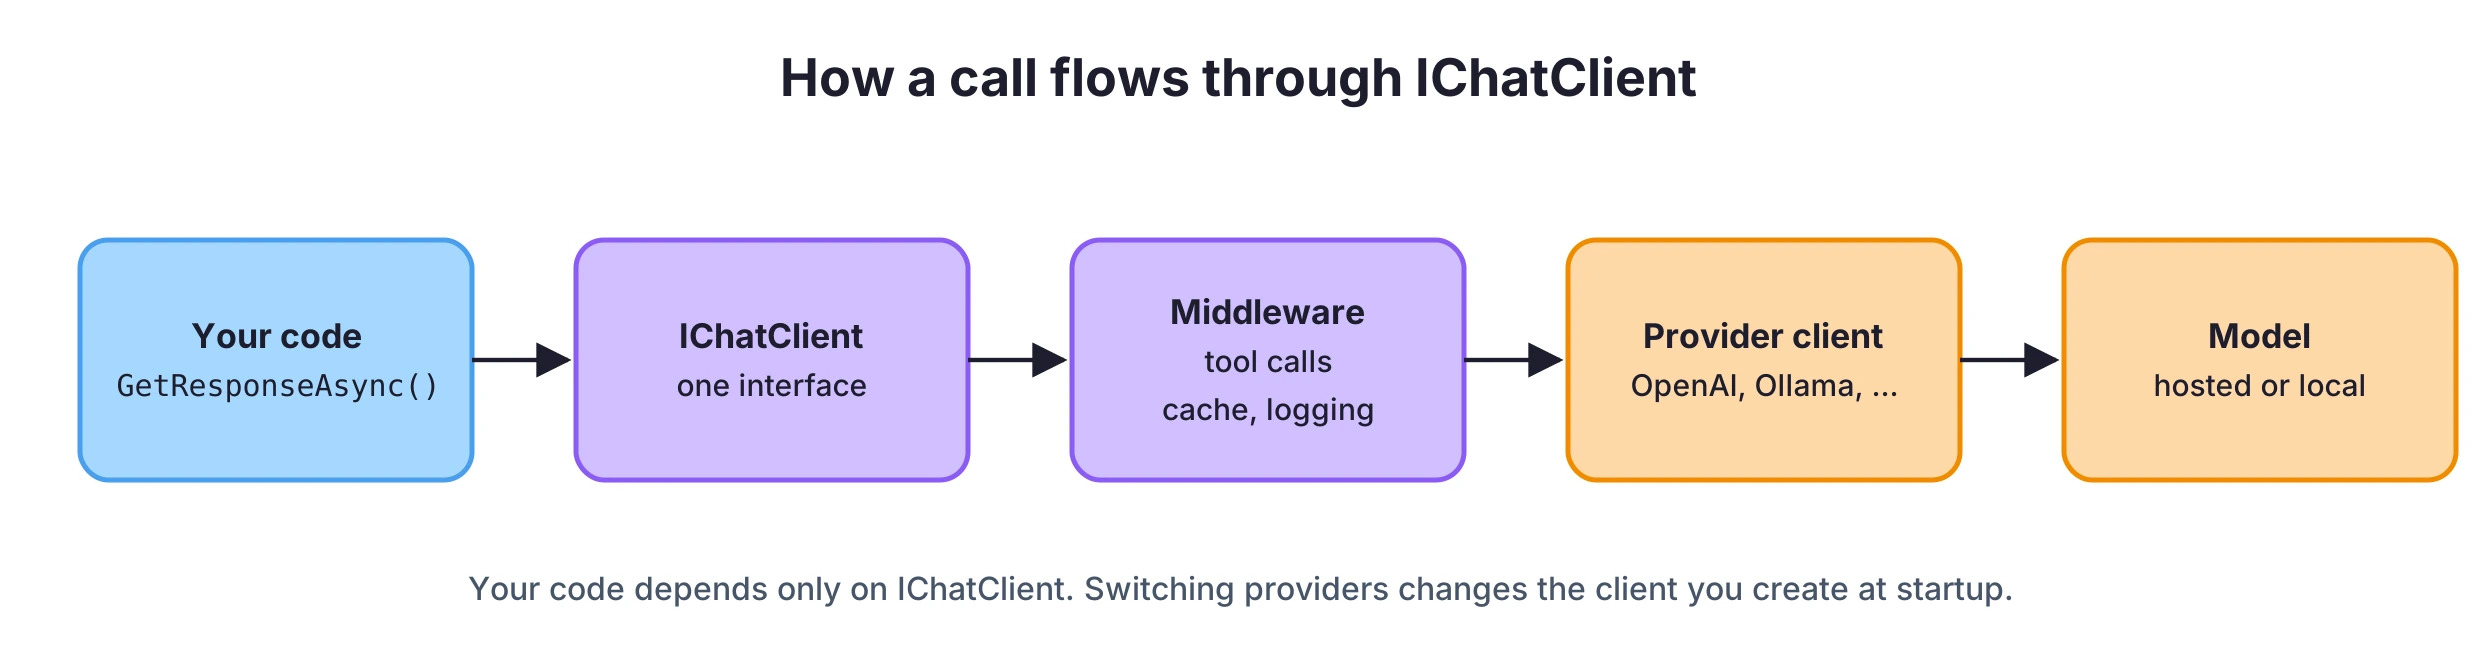 How a call flows through IChatClient
Your code
GetResponseAsync()
IChatClient
one interface
Middleware
tool calls
cache, logging
Provider client
OpenAI, Ollama, ...
Model
hosted or local
Your code depends only on IChatClient. Switching providers changes the client you create at startup.